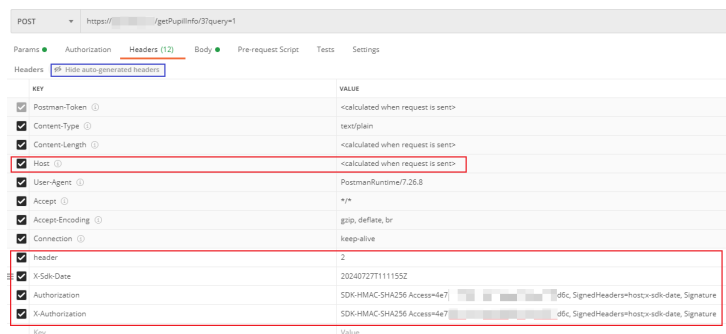 POST https:// /getPupilInfo/3?query=1
Params Authorization Headers (12) Body Pre-request Script Tests Settings
Headers Hide auto-generated headers
KEY VALUE
Postman-Token <calculated when request is sent>
Content-Type text/plain
Content-Length <calculated when request is sent>
Host <calculated when request is sent>
User-Agent PostmanRuntime/7.26.8
Accept */*
Accept-Encoding gzip, deflate, br
Connection keep-alive
header 2
X-Sdk-Date 20240727T111155Z
Authorization SDK-HMAC-SHA256 Access=4e7 d6c, SignedHeaders=host;x-sdk-date, Signature
X-Authorization SDK-HMAC-SHA256 Access=4e7 d6c, SignedHeaders=host;x-sdk-date, Signature
Key Value